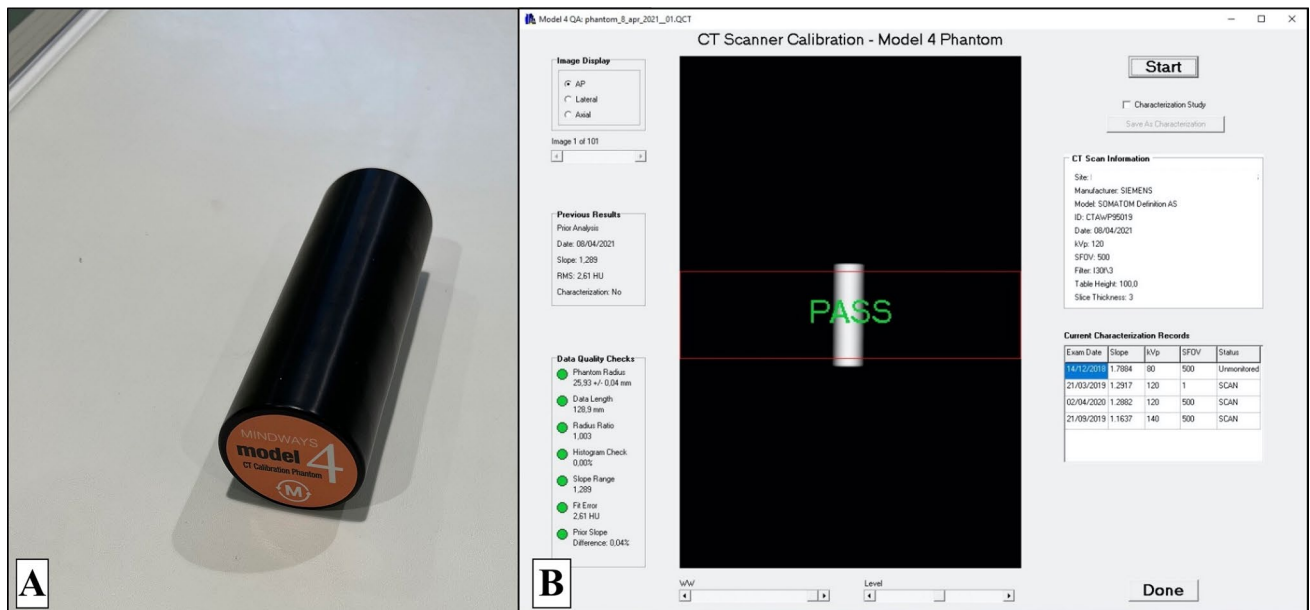 MINDWAYS
model 4
CT Calibration Phantom
M
A
Model 4 QA: phantom_8_apr_2021__01.QCT
CT Scanner Calibration - Model 4 Phantom
Image Display
AP
Lateral
Axial
Image 1 of 101
Previous Results
Prior Analysis
Date: 08/04/2021
Slope: 1,289
RMS: 2,61 HU
Characterization: No
Data Quality Checks
Phantom Radius
25,93 +/- 0,04 mm
Data Length
128,9 mm
Radius Ratio
1,003
Histogram Check
0,00%
Slope Range
1,289
Fit Error
2,61 HU
Prior Slope
Difference: 0,04%
PASS
WW
Level
Start
Characterization Study
Save As Characterization
CT Scan Information
Site:
Manufacturer: SIEMENS
Model: SOMATOM Definition AS
ID: CTAWP95019
Date: 08/04/2021
kVp: 120
SFOV: 500
Filter: I30f\3
Table Height: 100,0
Slice Thickness: 3
Current Characterization Records
Exam Date Slope kVp SFOV Status
14/12/2018 1.7884 80 500 Unmonitored
21/03/2019 1.2917 120 1 SCAN
02/04/2020 1.2882 120 500 SCAN
21/09/2019 1.1637 140 500 SCAN
Done
B